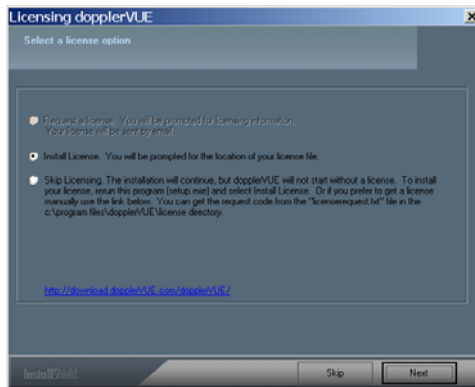 Licensing dopplerVUE
Select a license option
Request a license. You will be prompted for licensing information.
Your license will be sent by email.
Install License. You will be prompted for the location of your license file.
Skip Licensing. The installation will continue, but dopplerVUE will not start without a license. To install
your license, rerun this program (setup.exe) and select Install License. Or if you prefer to get a license
manually use the link below. You can get the request code from the "licenserequest.txt" file in the
c:\program files\dopplerVUE\license directory.
http://download.dopplerVUE.com/dopplerVUE/
InstallShield
Skip
Next